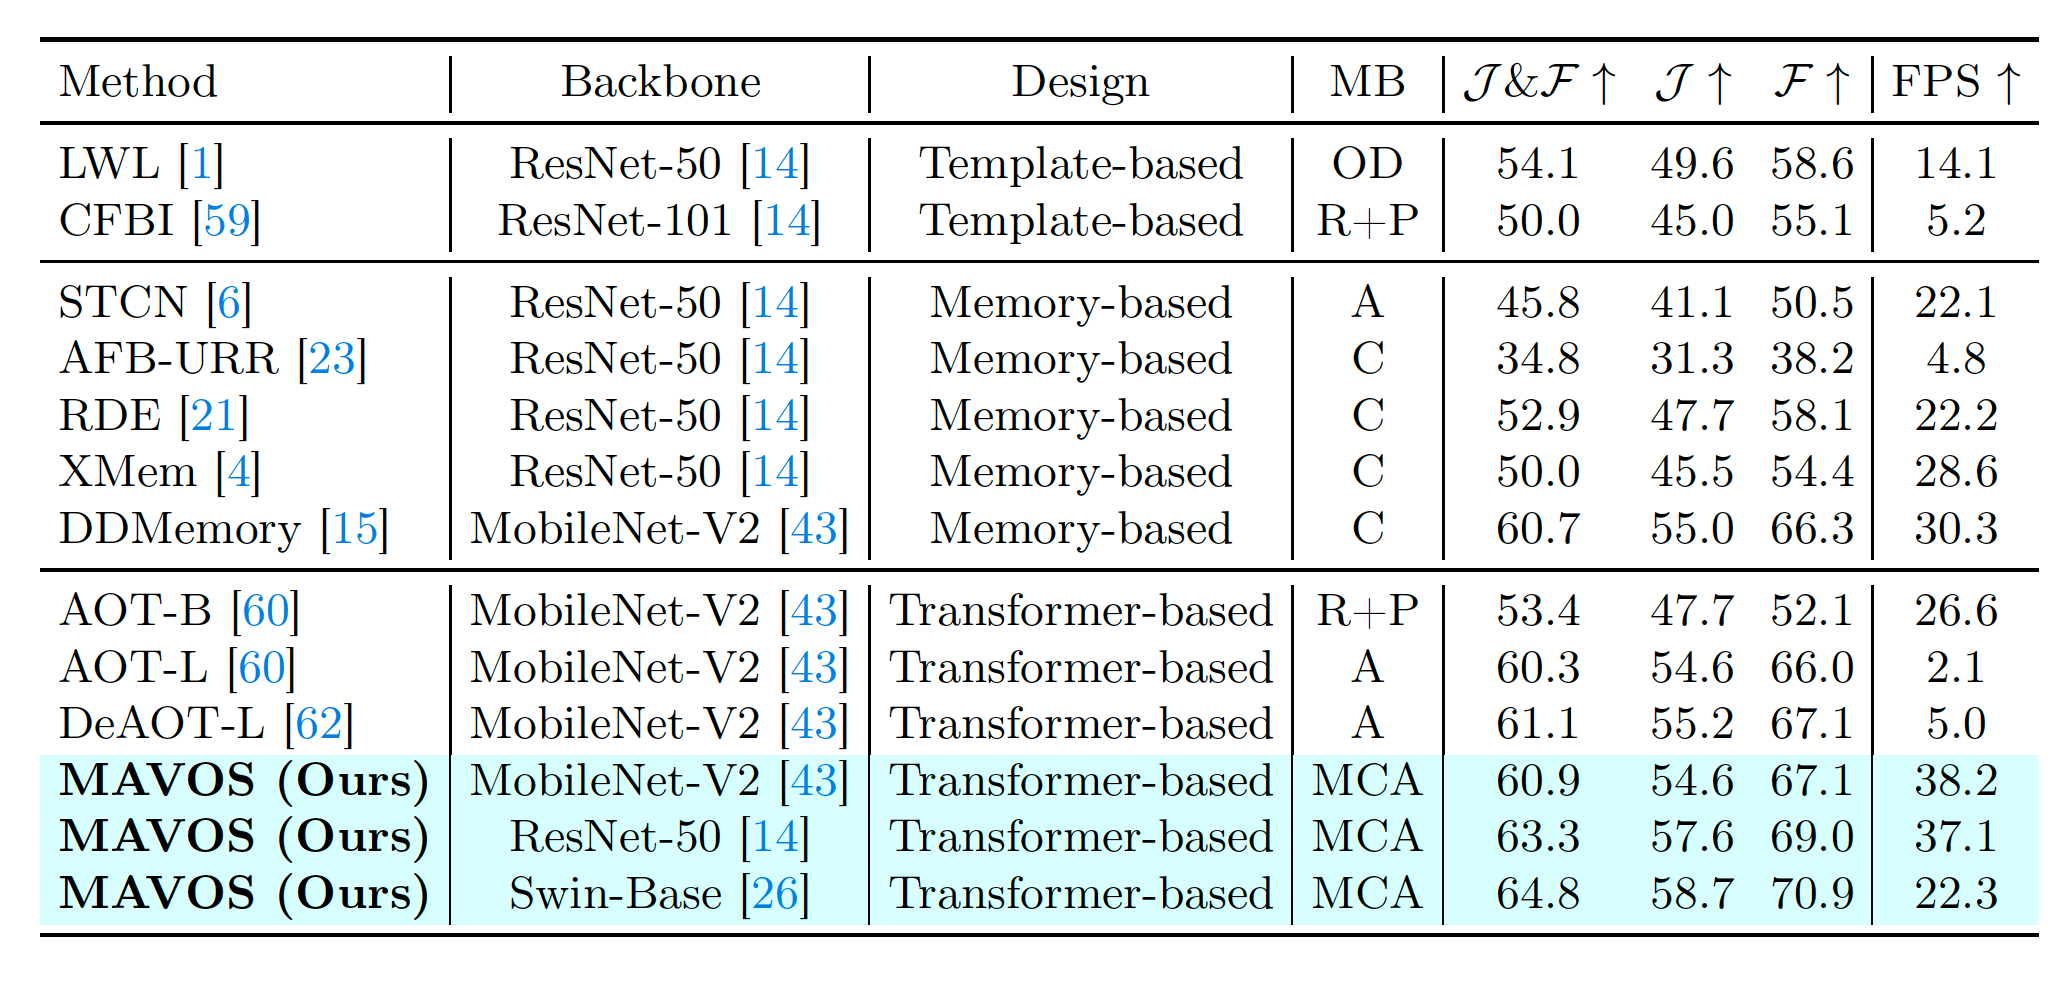 Method Backbone Design MB 𝒥&ℱ ↑ 𝒥 ↑ ℱ ↑ FPS ↑
LWL [1] ResNet-50 [14] Template-based OD 54.1 49.6 58.6 14.1
CFBI [59] ResNet-101 [14] Template-based R+P 50.0 45.0 55.1 5.2
STCN [6] ResNet-50 [14] Memory-based A 45.8 41.1 50.5 22.1
AFB-URR [23] ResNet-50 [14] Memory-based C 34.8 31.3 38.2 4.8
RDE [21] ResNet-50 [14] Memory-based C 52.9 47.7 58.1 22.2
XMem [4] ResNet-50 [14] Memory-based C 50.0 45.5 54.4 28.6
DDMemory [15] MobileNet-V2 [43] Memory-based C 60.7 55.0 66.3 30.3
AOT-B [60] MobileNet-V2 [43] Transformer-based R+P 53.4 47.7 52.1 26.6
AOT-L [60] MobileNet-V2 [43] Transformer-based A 60.3 54.6 66.0 2.1
DeAOT-L [62] MobileNet-V2 [43] Transformer-based A 61.1 55.2 67.1 5.0
MAVOS (Ours) MobileNet-V2 [43] Transformer-based MCA 60.9 54.6 67.1 38.2
MAVOS (Ours) ResNet-50 [14] Transformer-based MCA 63.3 57.6 69.0 37.1
MAVOS (Ours) Swin-Base [26] Transformer-based MCA 64.8 58.7 70.9 22.3